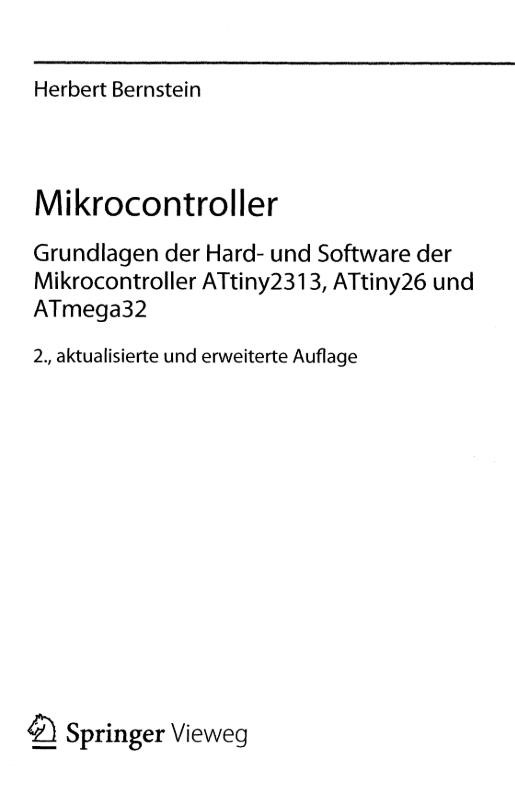 Herbert Bernstein
Mikrocontroller
Grundlagen der Hard- und Software der
Mikrocontroller ATtiny2313, ATtiny26 und
ATmega32
2., aktualisierte und erweiterte Auflage
Springer Vieweg